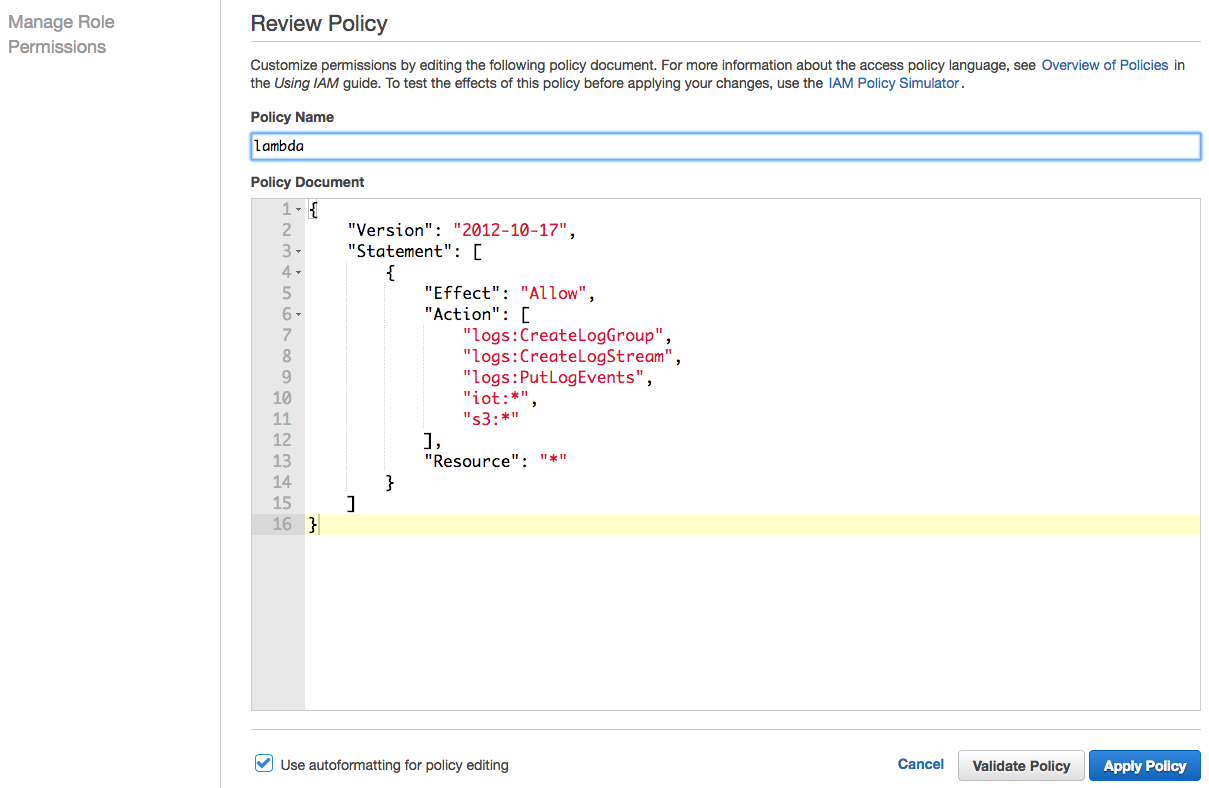 Manage Role
Permissions
Review Policy
Customize permissions by editing the following policy document. For more information about the access policy language, see Overview of Policies in
the Using IAM guide. To test the effects of this policy before applying your changes, use the IAM Policy Simulator.
Policy Name
lambda
Policy Document
1 {
2     "Version": "2012-10-17",
3     "Statement": [
4         {
5             "Effect": "Allow",
6             "Action": [
7                 "logs:CreateLogGroup",
8                 "logs:CreateLogStream",
9                 "logs:PutLogEvents",
10                 "iot:*",
11                 "s3:*"
12             ],
13             "Resource": "*"
14         }
15     ]
16 }
Use autoformatting for policy editing
Cancel Validate Policy Apply Policy